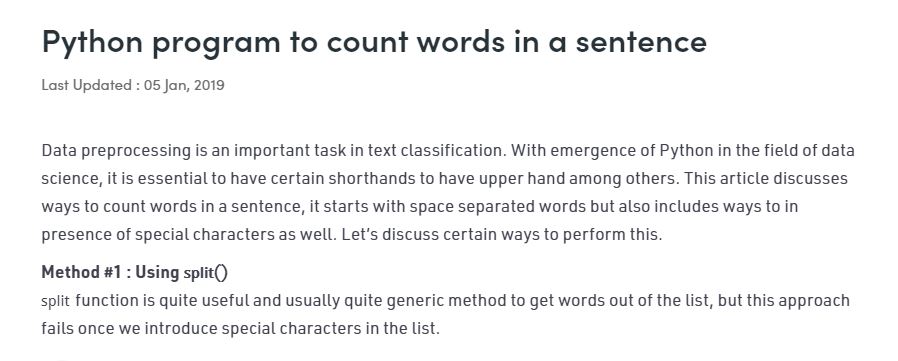 Python program to count words in a sentence
Last Updated : 05 Jan, 2019
Data preprocessing is an important task in text classification. With emergence of Python in the field of data
science, it is essential to have certain shorthands to have upper hand among others. This article discusses
ways to count words in a sentence, it starts with space separated words but also includes ways to in
presence of special characters as well. Let’s discuss certain ways to perform this.
Method #1 : Using split()
split function is quite useful and usually quite generic method to get words out of the list, but this approach
fails once we introduce special characters in the list.